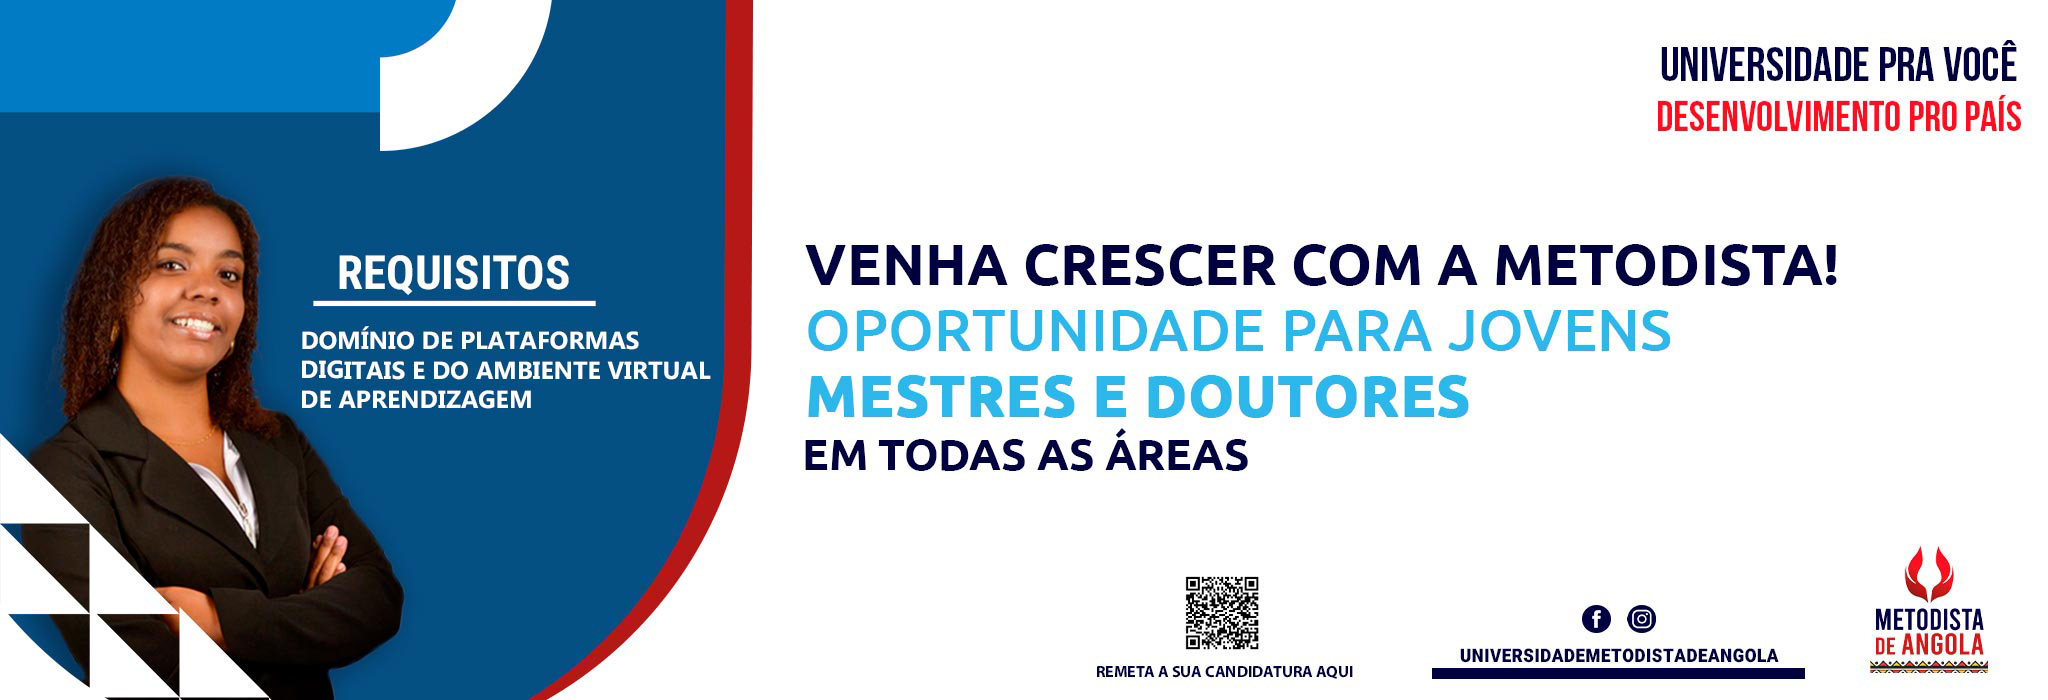 UNIVERSIDADE PRA VOCÊ
DESENVOLVIMENTO PRO PAÍS
REQUISITOS
DOMÍNIO DE PLATAFORMAS
DIGITAIS E DO AMBIENTE VIRTUAL
DE APRENDIZAGEM
VENHA CRESCER COM A METODISTA!
OPORTUNIDADE PARA JOVENS
MESTRES E DOUTORES
EM TODAS AS ÁREAS
REMETA A SUA CANDIDATURA AQUI
UNIVERSIDADEMETODISTADEANGOLA
METODISTA
DE ANGOLA